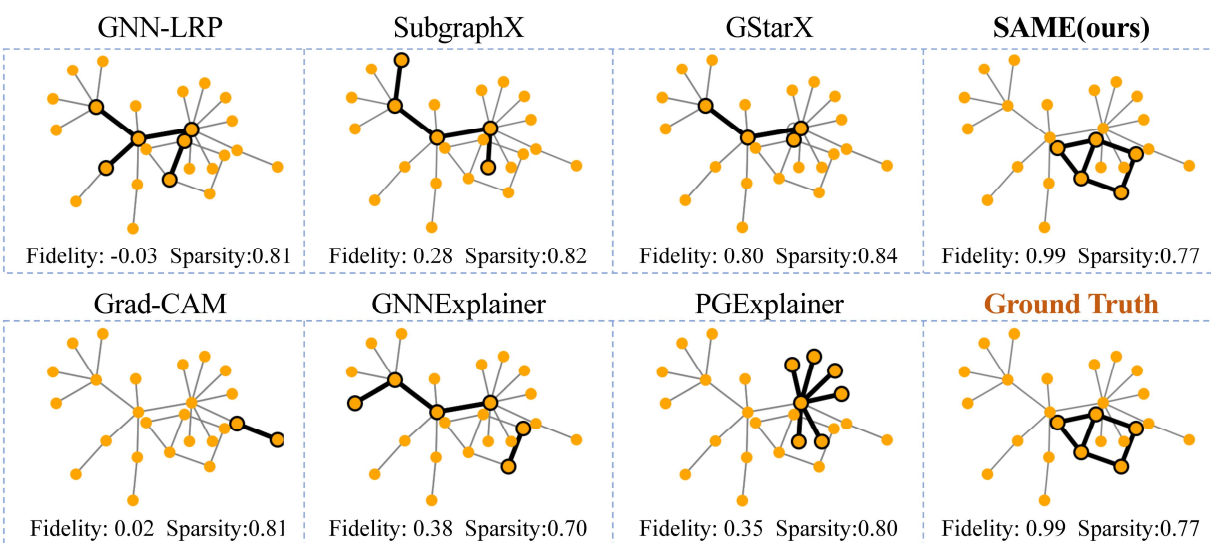 GNN-LRP SubgraphX GStarX SAME(ours)
Fidelity: -0.03 Sparsity:0.81 Fidelity: 0.28 Sparsity:0.82 Fidelity: 0.80 Sparsity:0.84 Fidelity: 0.99 Sparsity:0.77
Grad-CAM GNNExplainer PGExplainer Ground Truth
Fidelity: 0.02 Sparsity:0.81 Fidelity: 0.38 Sparsity:0.70 Fidelity: 0.35 Sparsity:0.80 Fidelity: 0.99 Sparsity:0.77